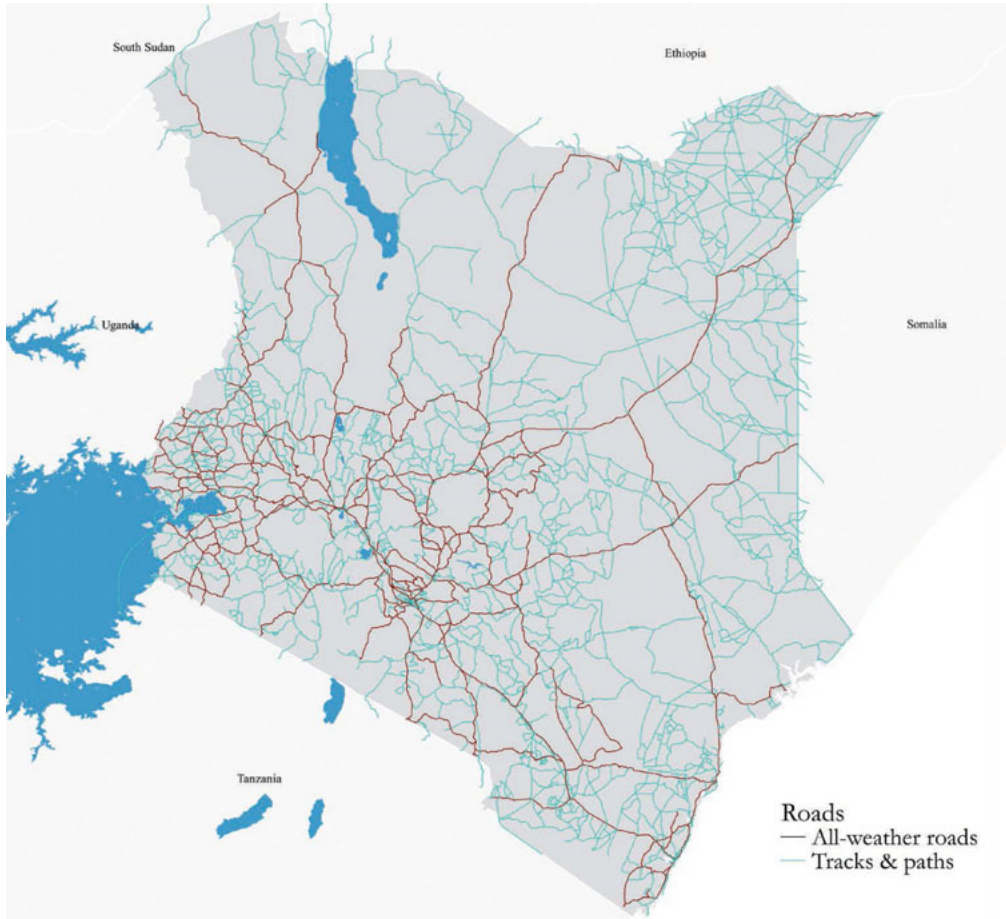 South Sudan
Ethiopia
Uganda
Somalia
Tanzania
Roads
All-weather roads
Tracks & paths